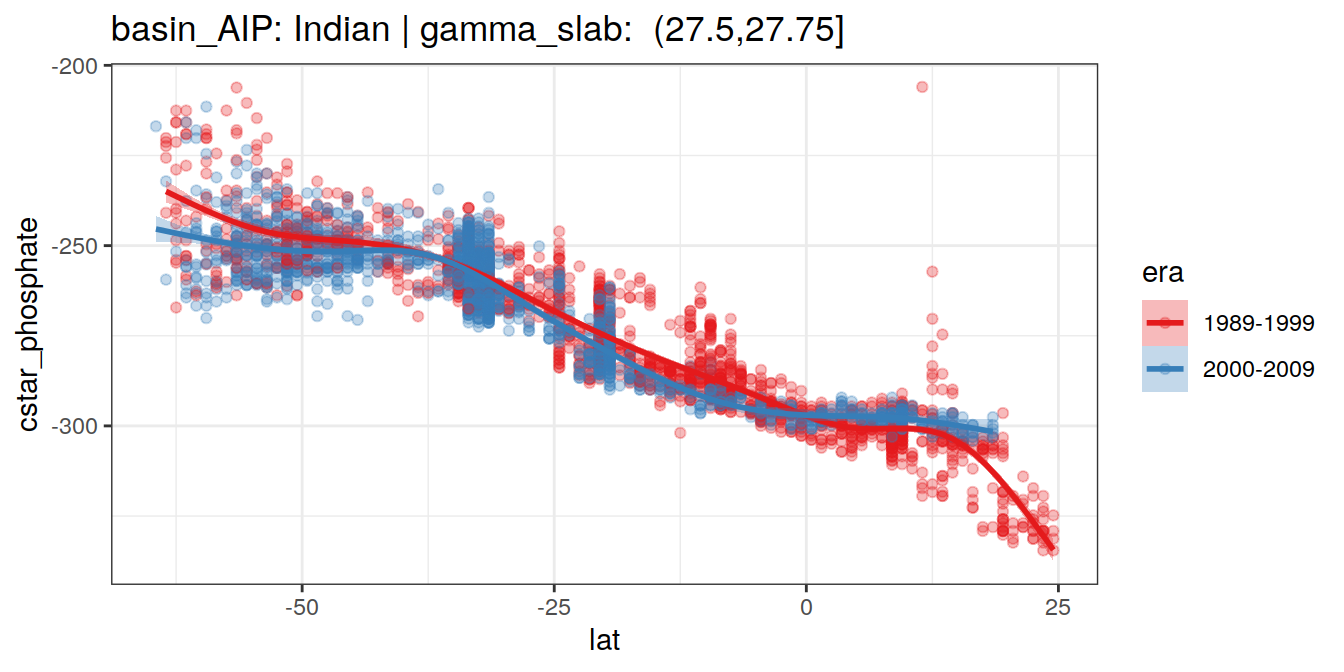 basin_AIP: Indian | gamma_slab:  (27.5,27.75]
cstar_phosphate
-200
-250
-300
-50
-25
0
25
lat
era
1989-1999
2000-2009